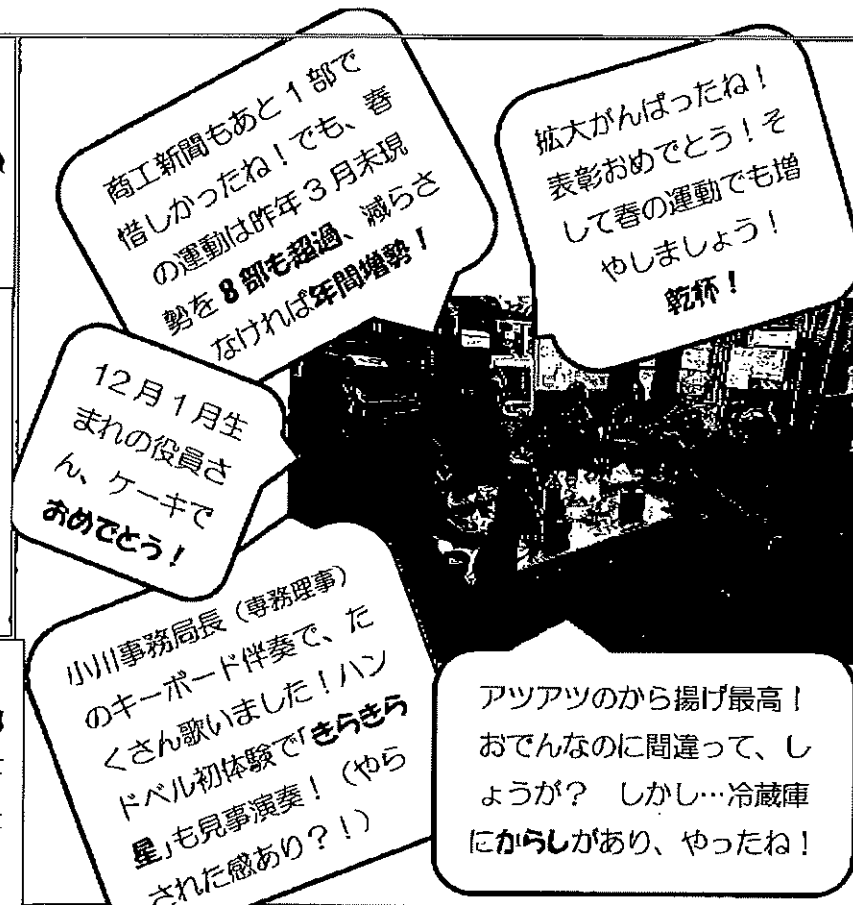 商工新聞もあと1部で
惜しかったね！でも、春
の運動は昨年3月末現
勢を8部も超過、減らさ
なければ年間増勢！
拡大がんばったね！
表彰おめでとう！そ
して春の運動でも増
やしましょう！
乾杯！
12月1月生
まれの役員さ
ん、ケーキで
おめでとう！
小川事務局長（専務理事）
のキーボード伴奏で、た
くさん歌いました！ハン
ドベル初体験で「きらきら
星」も見事演奏！（やら
された感あり？！）
アツアツのから揚げ最高！
おでんなのに間違って、し
ょうが？　しかし…冷蔵庫
にからしがあり、やったね！